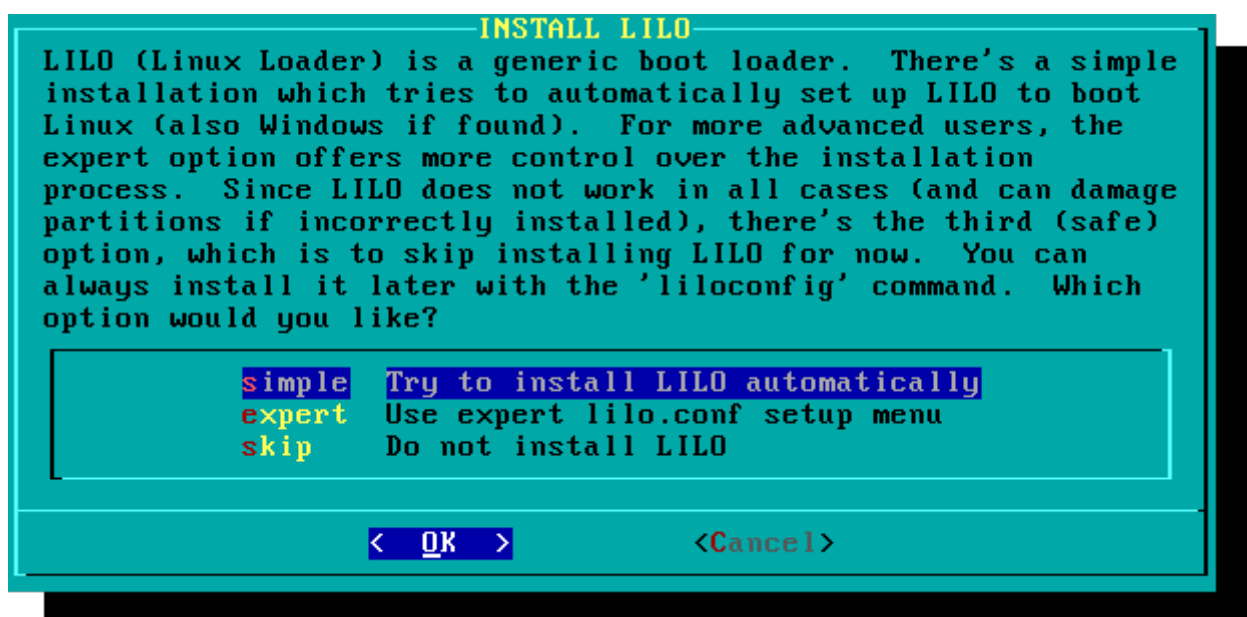 INSTALL LILO
LILO (Linux Loader) is a generic boot loader.  There's a simple
installation which tries to automatically set up LILO to boot
Linux (also Windows if found).  For more advanced users, the
expert option offers more control over the installation
process.  Since LILO does not work in all cases (and can damage
partitions if incorrectly installed), there's the third (safe)
option, which is to skip installing LILO for now.  You can
always install it later with the 'liloconfig' command.  Which
option would you like?
simple  Try to install LILO automatically
expert  Use expert lilo.conf setup menu
skip    Do not install LILO
<  OK  >  <Cancel>